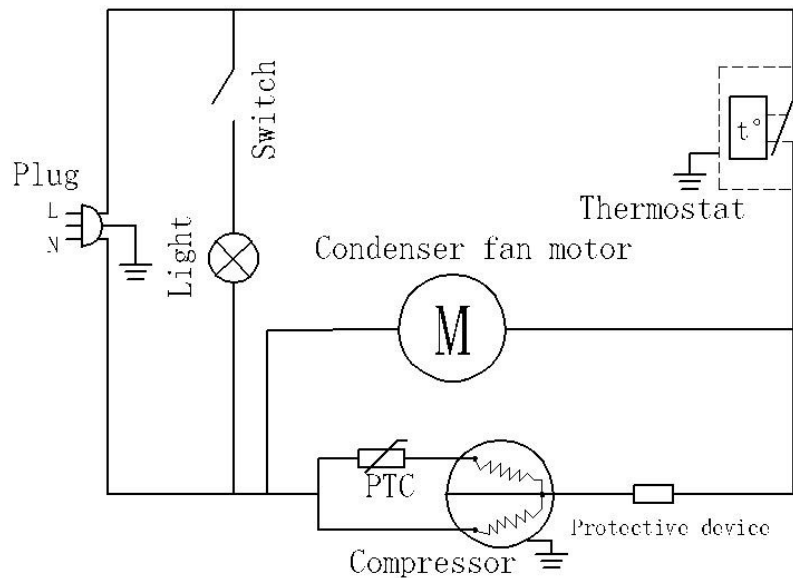 Plug
L
N
Switch
Light
Condenser fan motor
M
t°
Thermostat
PTC
Compressor
Protective device